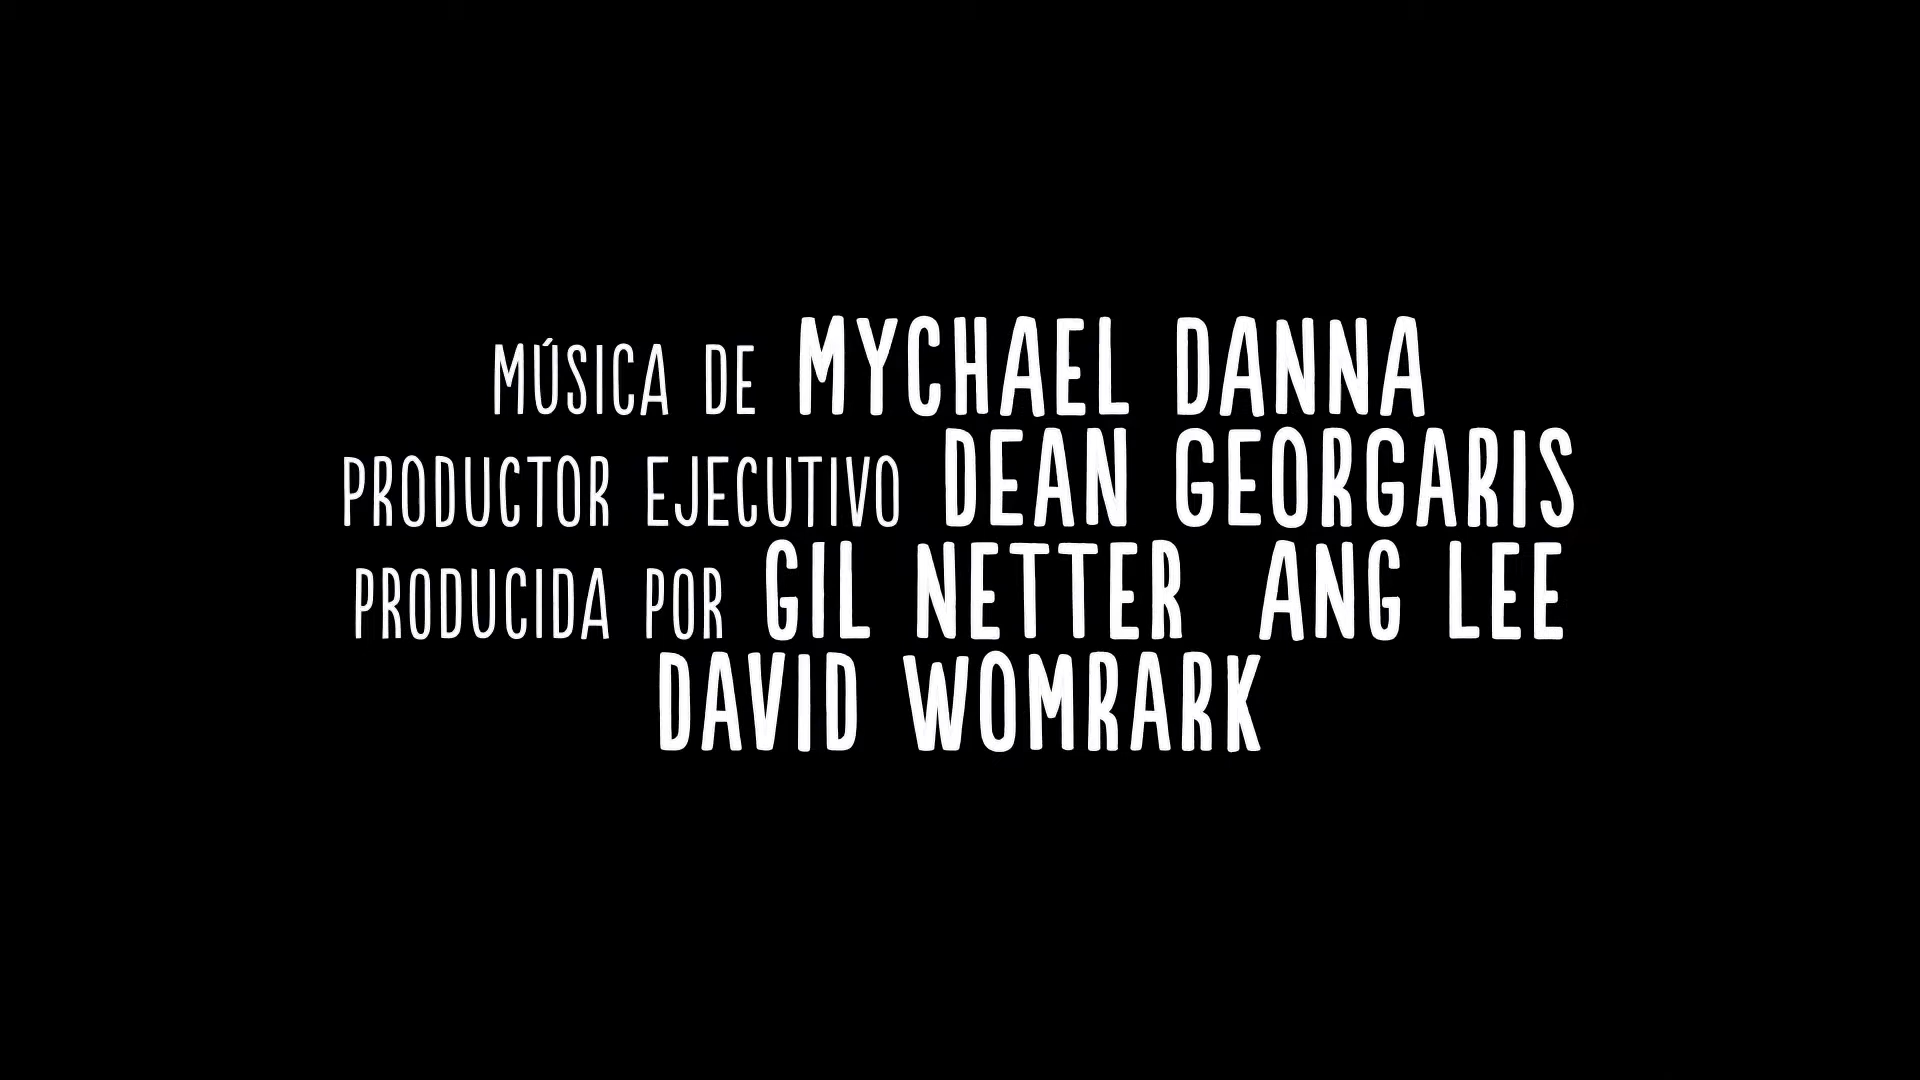 MÚSICA DE MYCHAEL DANNA
PRODUCTOR EJECUTIVO DEAN GEORGARIS
PRODUCIDA POR GIL NETTER ANG LEE
DAVID WOMRARK